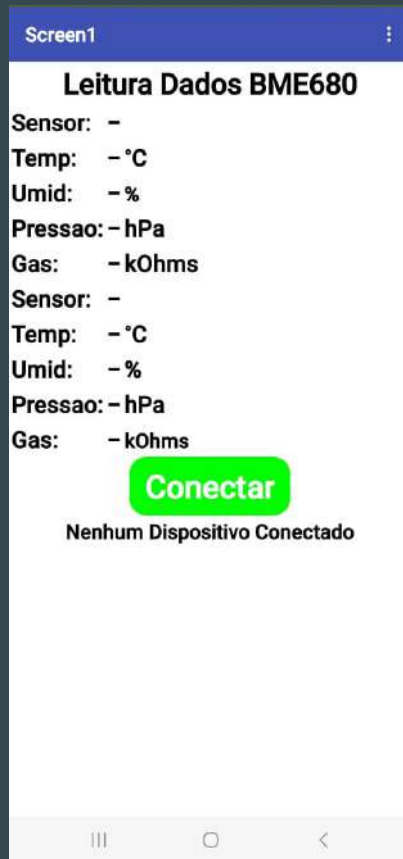 Screen1
Leitura Dados BME680
Sensor: -
Temp: - °C
Umid: - %
Pressao: - hPa
Gas: - kOhms
Sensor: -
Temp: - °C
Umid: - %
Pressao: - hPa
Gas: - kOhms
Conectar
Nenhum Dispositivo Conectado